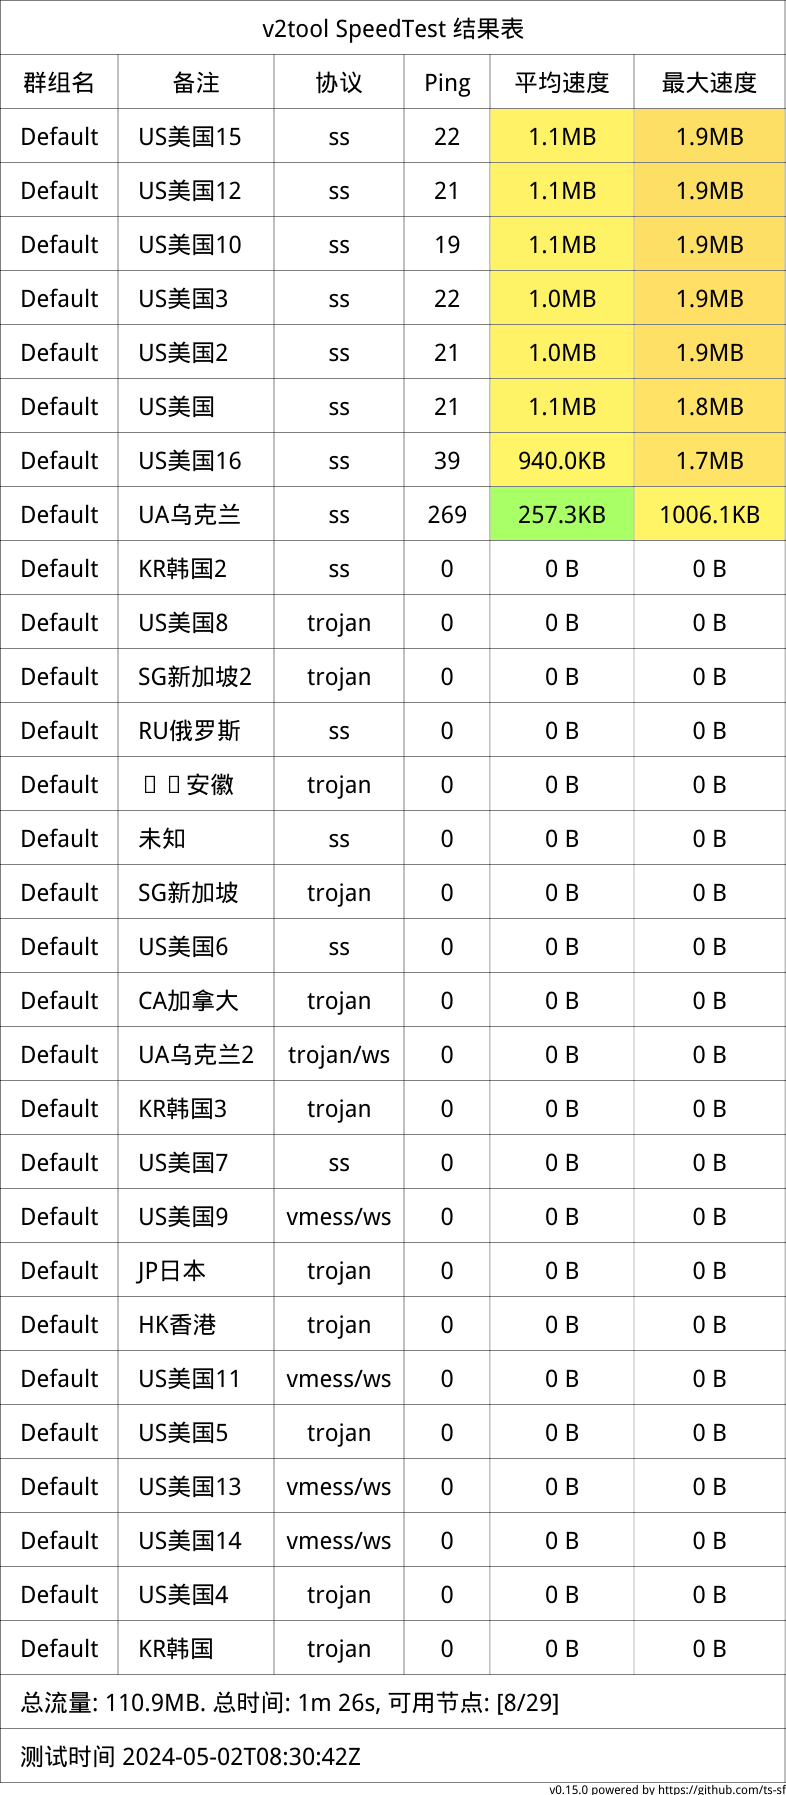 v2tool SpeedTest 结果表
群组名 备注 协议 Ping 平均速度 最大速度
Default US美国15 ss 22 1.1MB 1.9MB
Default US美国12 ss 21 1.1MB 1.9MB
Default US美国10 ss 19 1.1MB 1.9MB
Default US美国3 ss 22 1.0MB 1.9MB
Default US美国2 ss 21 1.0MB 1.9MB
Default US美国 ss 21 1.1MB 1.8MB
Default US美国16 ss 39 940.0KB 1.7MB
Default UA乌克兰 ss 269 257.3KB 1006.1KB
Default KR韩国2 ss 0 0 B 0 B
Default US美国8 trojan 0 0 B 0 B
Default SG新加坡2 trojan 0 0 B 0 B
Default RU俄罗斯 ss 0 0 B 0 B
Default 安徽 trojan 0 0 B 0 B
Default 未知 ss 0 0 B 0 B
Default SG新加坡 trojan 0 0 B 0 B
Default US美国6 ss 0 0 B 0 B
Default CA加拿大 trojan 0 0 B 0 B
Default UA乌克兰2 trojan/ws 0 0 B 0 B
Default KR韩国3 trojan 0 0 B 0 B
Default US美国7 ss 0 0 B 0 B
Default US美国9 vmess/ws 0 0 B 0 B
Default JP日本 trojan 0 0 B 0 B
Default HK香港 trojan 0 0 B 0 B
Default US美国11 vmess/ws 0 0 B 0 B
Default US美国5 trojan 0 0 B 0 B
Default US美国13 vmess/ws 0 0 B 0 B
Default US美国14 vmess/ws 0 0 B 0 B
Default US美国4 trojan 0 0 B 0 B
Default KR韩国 trojan 0 0 B 0 B
总流量: 110.9MB. 总时间: 1m 26s, 可用节点: [8/29]
测试时间 2024-05-02T08:30:42Z
v0.15.0 powered by https://github.com/ts-sf